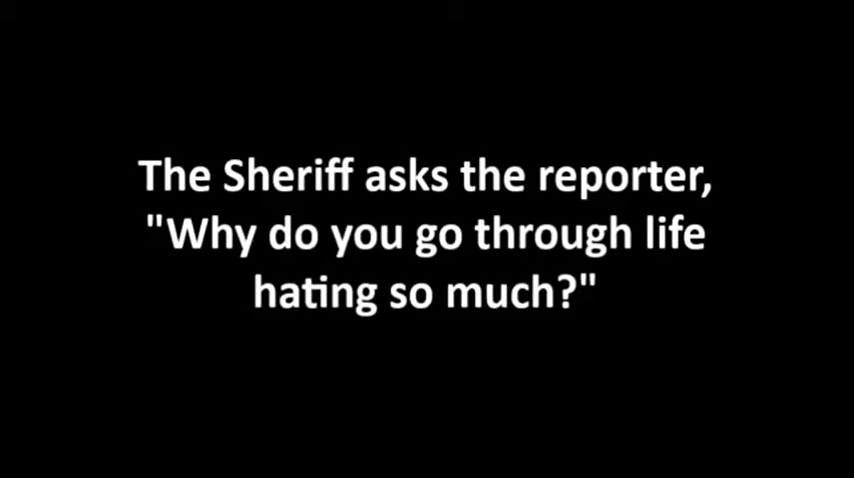 The Sheriff asks the reporter,
"Why do you go through life
hating so much?"